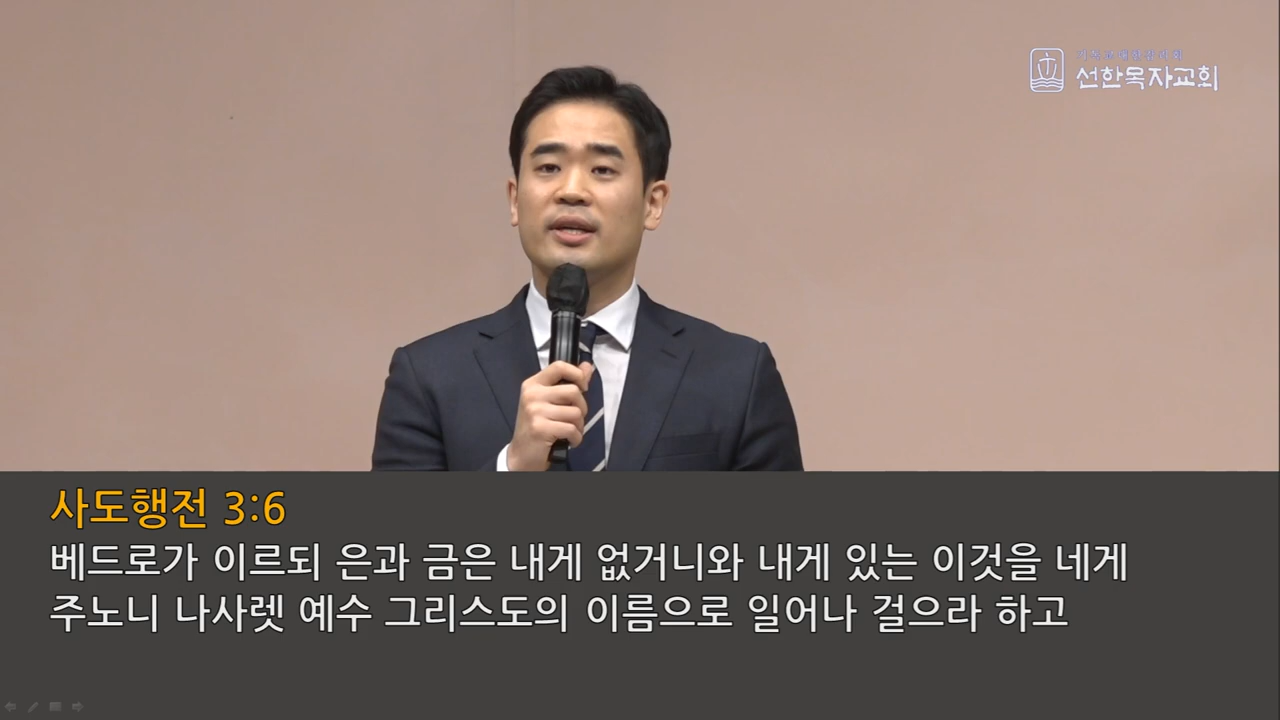 선한목자교회
사도행전 3:6
베드로가 이르되 은과 금은 내게 없거니와 내게 있는 이것을 네게
주노니 나사렛 예수 그리스도의 이름으로 일어나 걸으라 하고